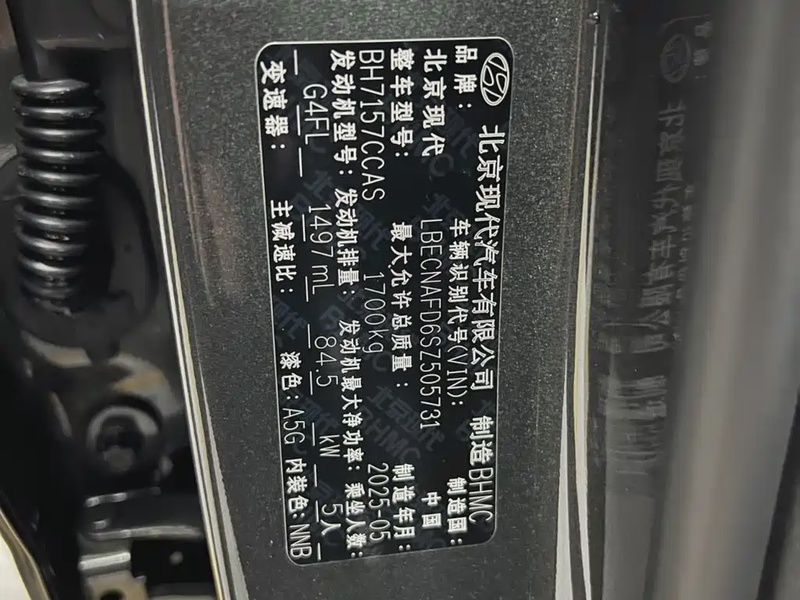 北京现代汽车有限公司 制造BHMC
品牌: 车辆识别代号(VIN): 制造国:
北京现代 LBECNAFD6SZ505731 中国
整车型号: 最大允许总质量: 制造年月:
BH7157CCAS 1700kg 2025-05
发动机型号: 发动机排量: 发动机最大净功率: 乘坐人数:
G4FL 1497mL 84.5 kW 5人
变速器: 主减速比: 漆色: A5G 内装色: NNB